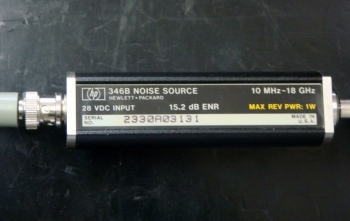 hp 346B NOISE SOURCE 10 MHz-18 GHz
HEWLETT•PACKARD
28 VDC INPUT 15.2 dB ENR MAX REV PWR: 1W
SERIAL NO. 2330A03131 MADE IN U.S.A.